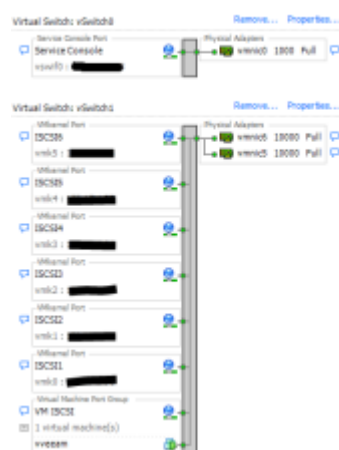 Virtual Switch: vSwitch0 Remove... Properties...
Service Console Port Physical Adapters
Service Console vmnic0 1000 Full
vswif0 :
Virtual Switch: vSwitch1 Remove... Properties...
VMkernel Port Physical Adapters
ISCSI6 vmnic6 10000 Full
vmk5 : vmnic5 10000 Full
VMkernel Port
ISCSI5
vmk4 :
VMkernel Port
ISCSI4
vmk3 :
VMkernel Port
ISCSI3
vmk2 :
VMkernel Port
ISCSI2
vmk1 :
VMkernel Port
ISCSI1
vmk0 :
Virtual Machine Port Group
VM ISCSI
1 virtual machine(s)
vveeam